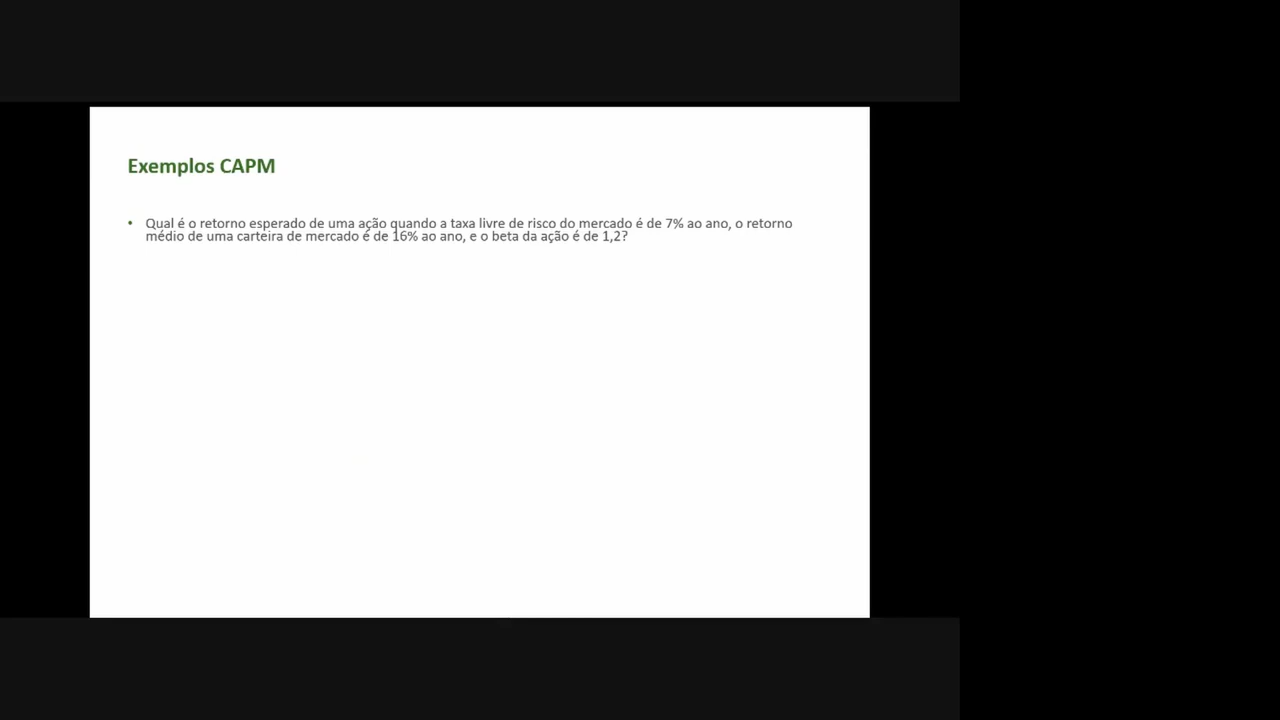 Exemplos CAPM
• Qual é o retorno esperado de uma ação quando a taxa livre de risco do mercado é de 7% ao ano, o retorno
médio de uma carteira de mercado é de 16% ao ano, e o beta da ação é de 1,2?